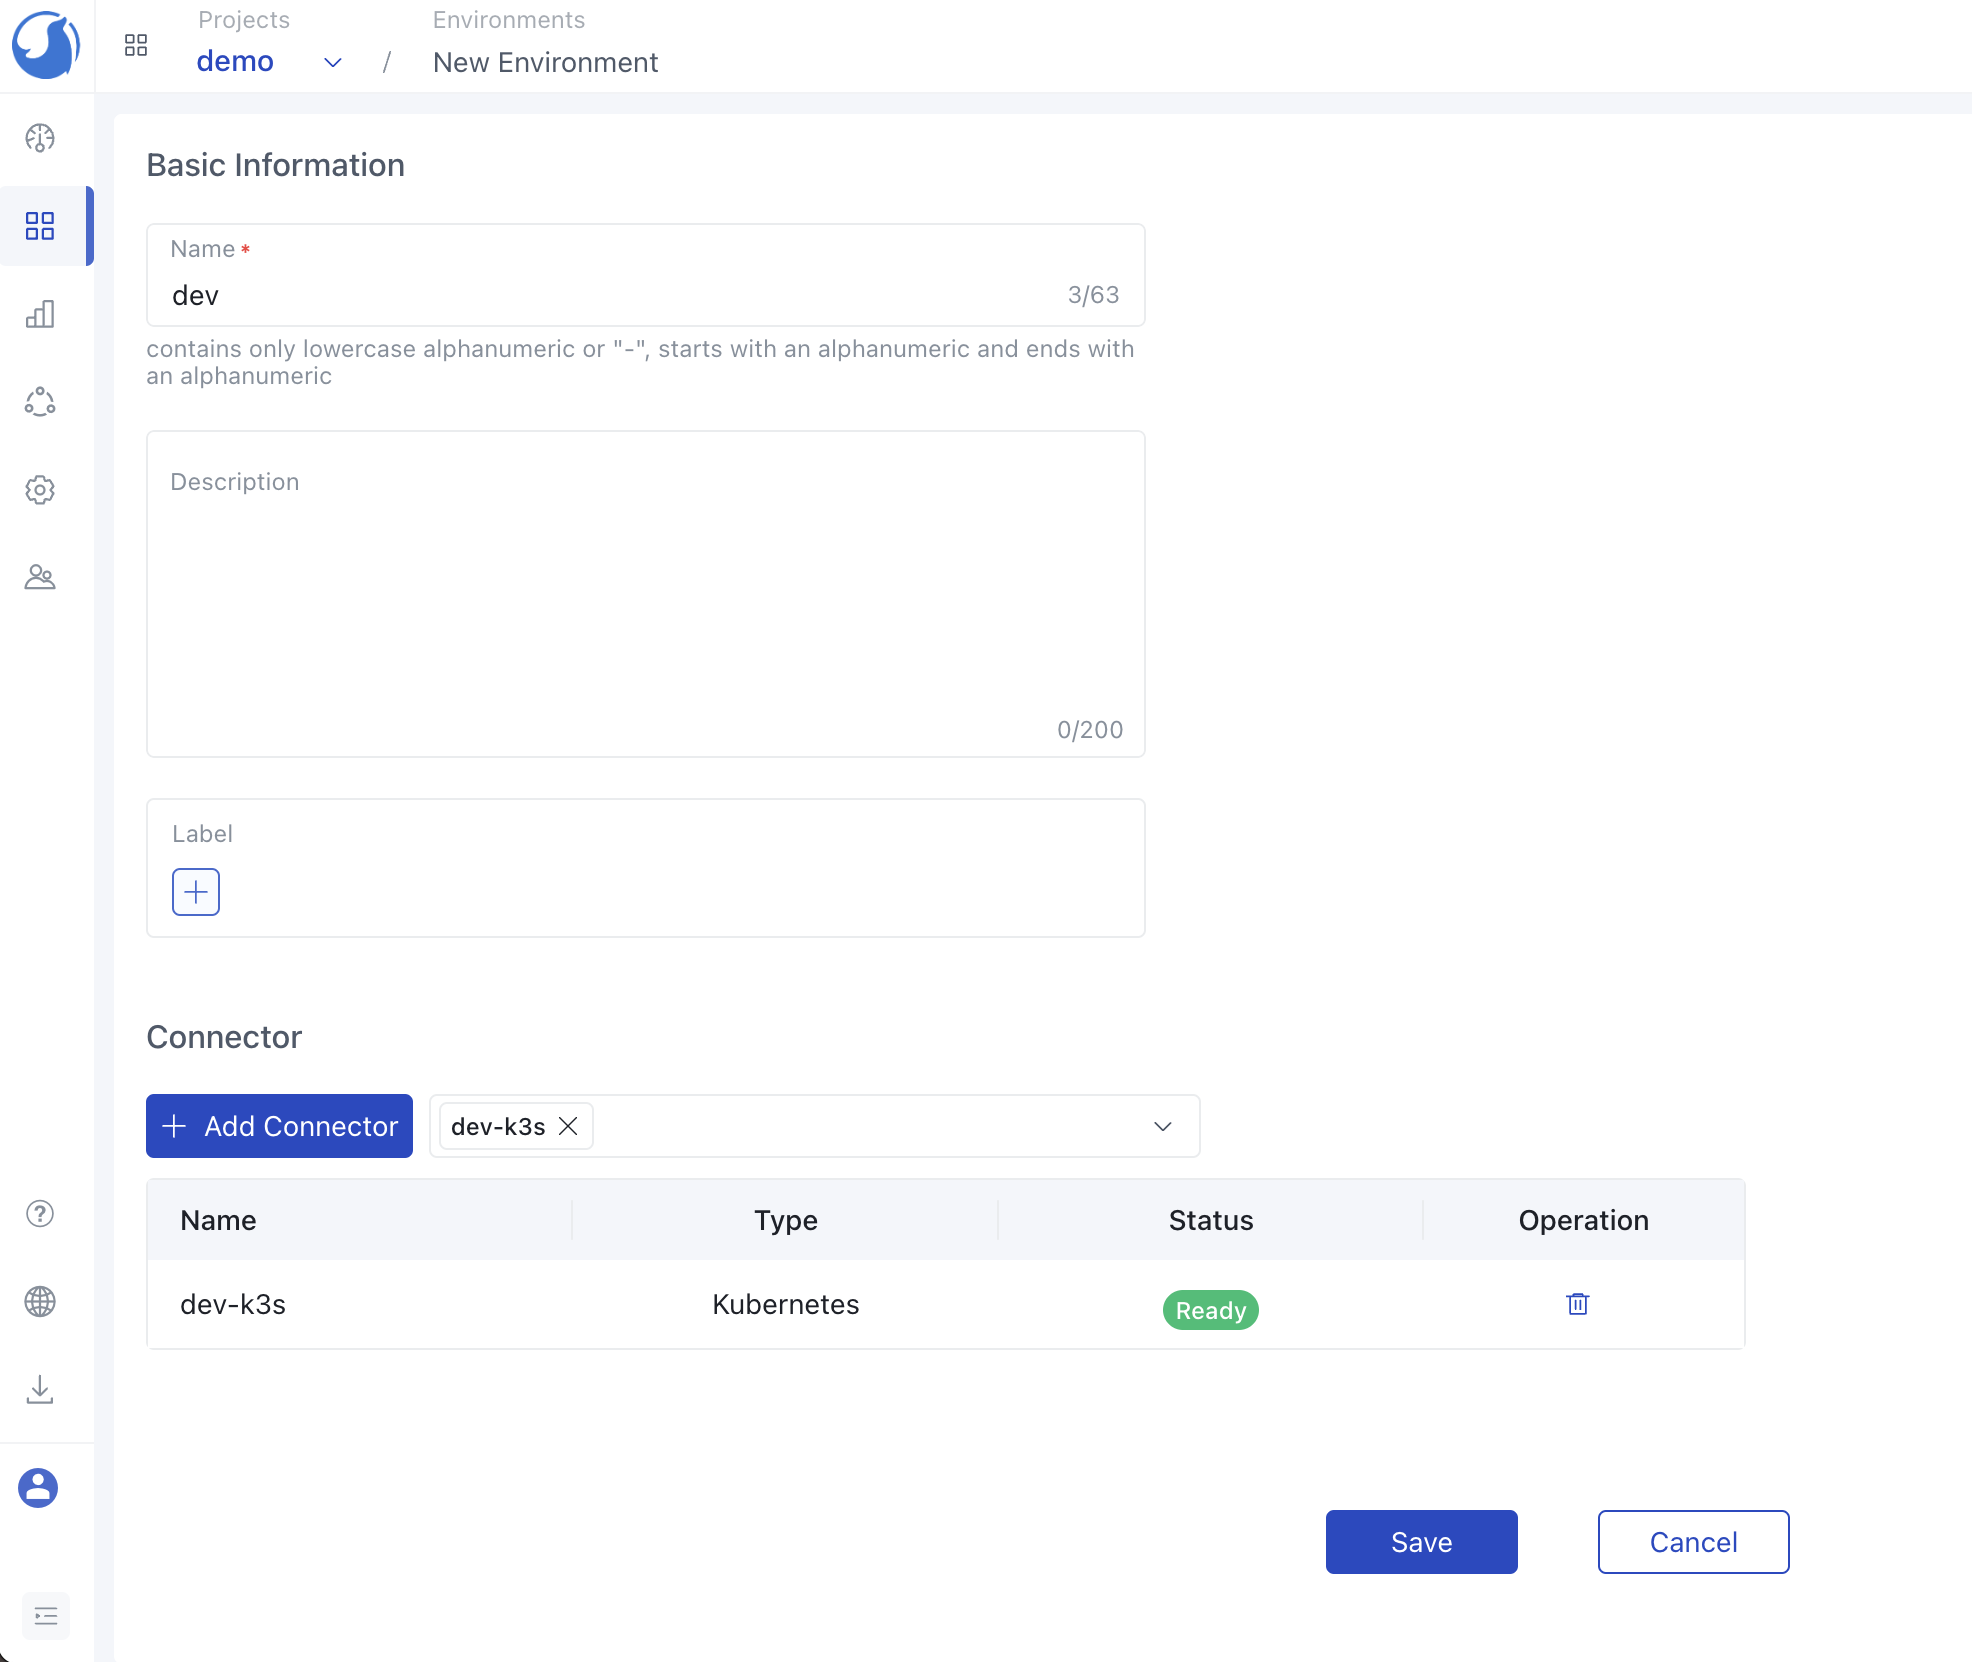 Projects
Environments
demo
/
New Environment
Basic Information
Name *
dev
3/63
contains only lowercase alphanumeric or "-", starts with an alphanumeric and ends with
an alphanumeric
Description
0/200
Label
Connector
Add Connector
dev-k3s
Name Type Status Operation
dev-k3s Kubernetes Ready
Save
Cancel